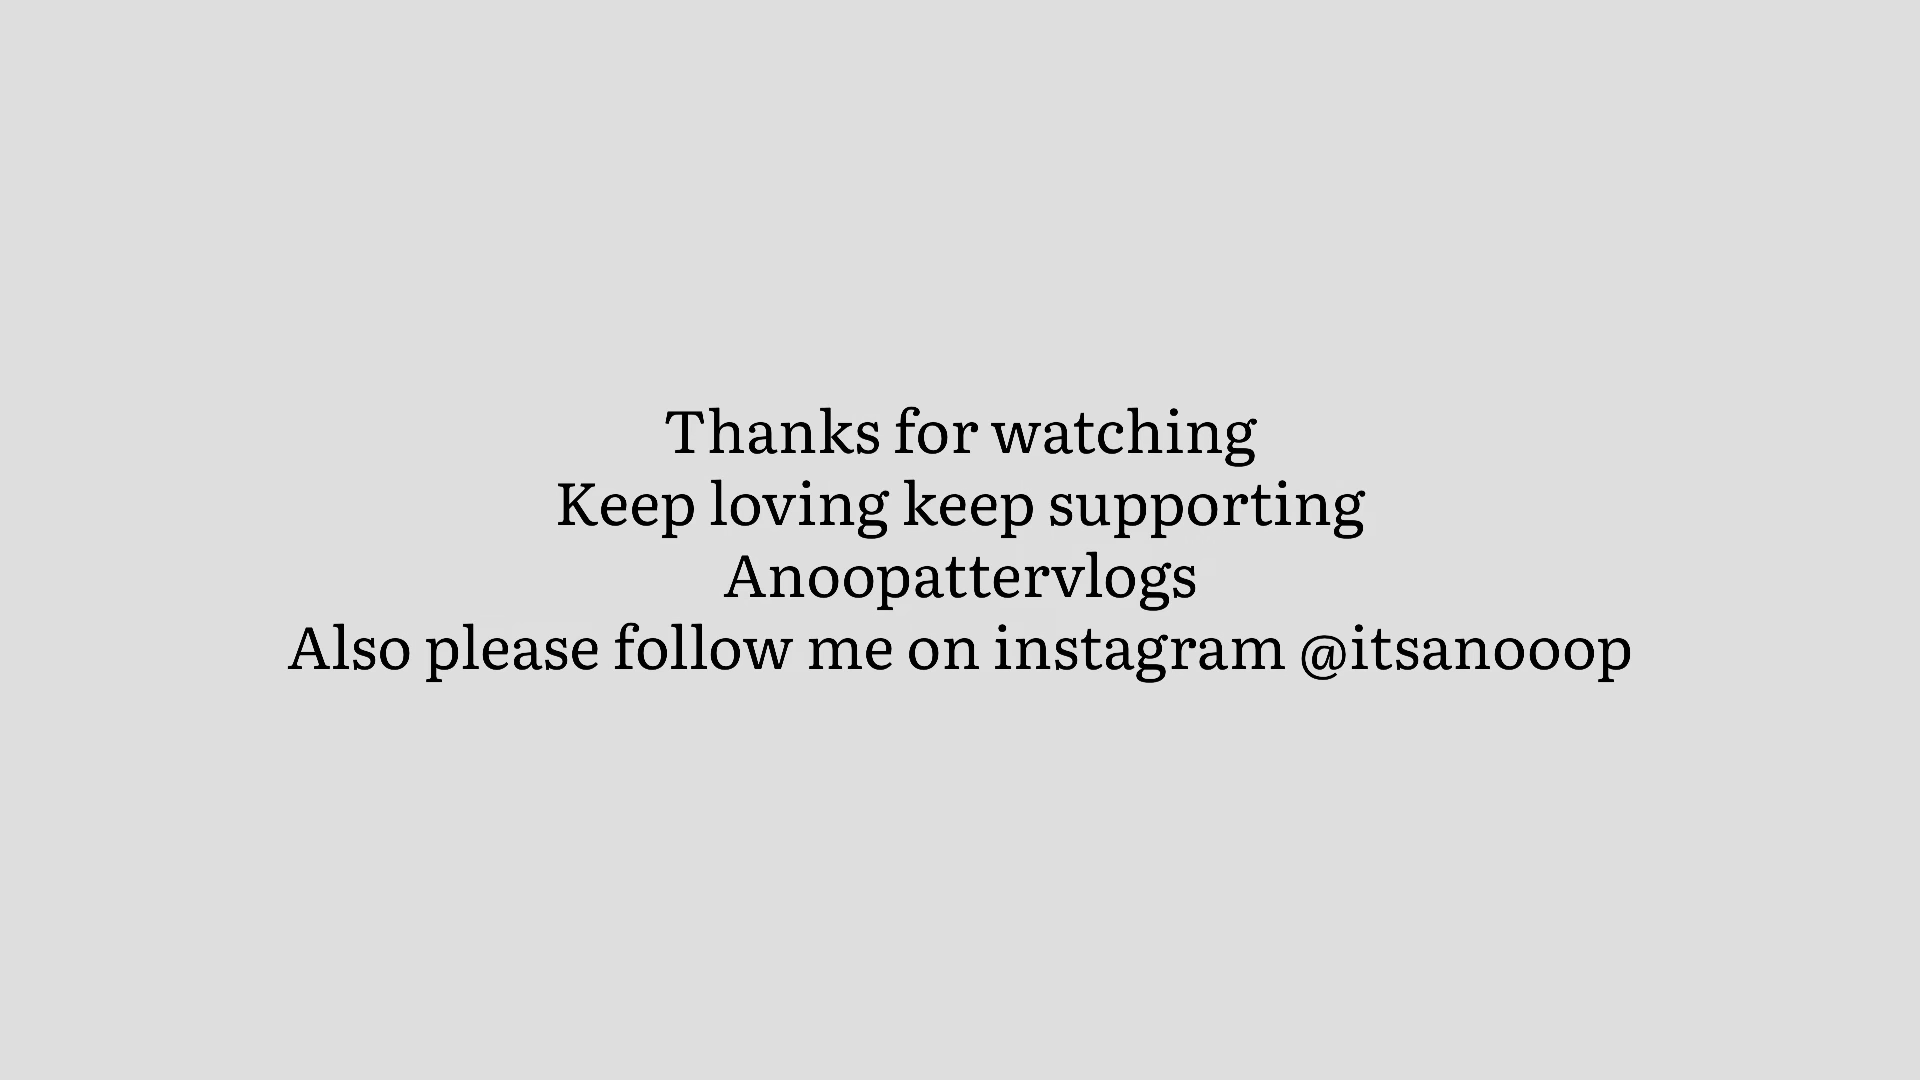 Thanks for watching
Keep loving keep supporting
Anoopattervlogs
Also please follow me on instagram @itsanooop